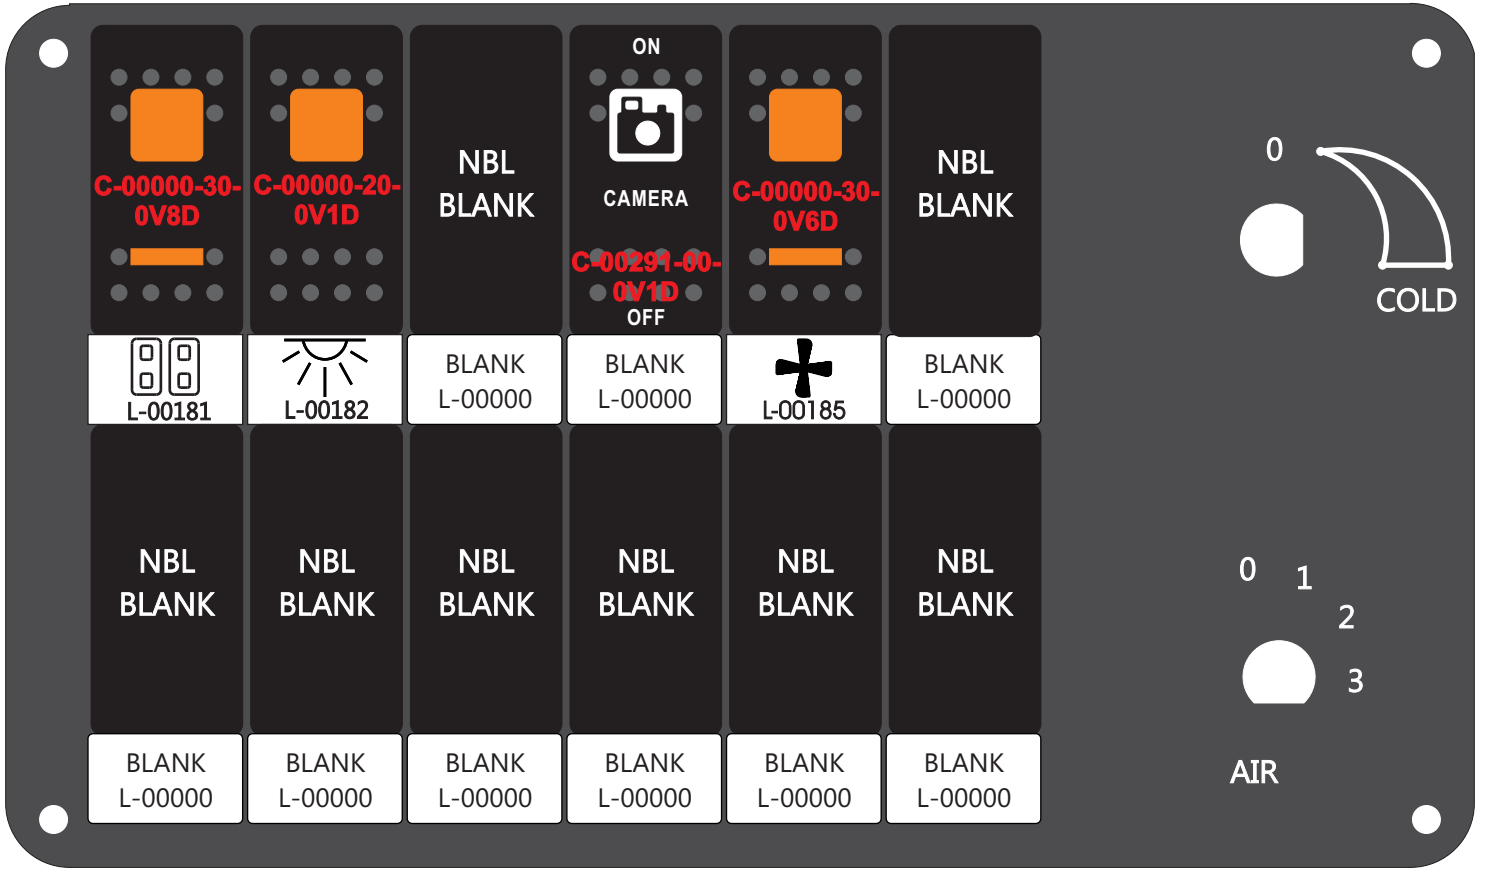 ON
C-00000-30-
0V8D
C-00000-20-
0V1D
NBL
BLANK
CAMERA
C-00291-00-
0V1D
OFF
C-00000-30-
0V6D
NBL
BLANK
L-00181
L-00182
BLANK
L-00000
BLANK
L-00000
L-00185
BLANK
L-00000
0
COLD
NBL
BLANK
NBL
BLANK
NBL
BLANK
NBL
BLANK
NBL
BLANK
NBL
BLANK
0
1
2
3
AIR
BLANK
L-00000
BLANK
L-00000
BLANK
L-00000
BLANK
L-00000
BLANK
L-00000
BLANK
L-00000